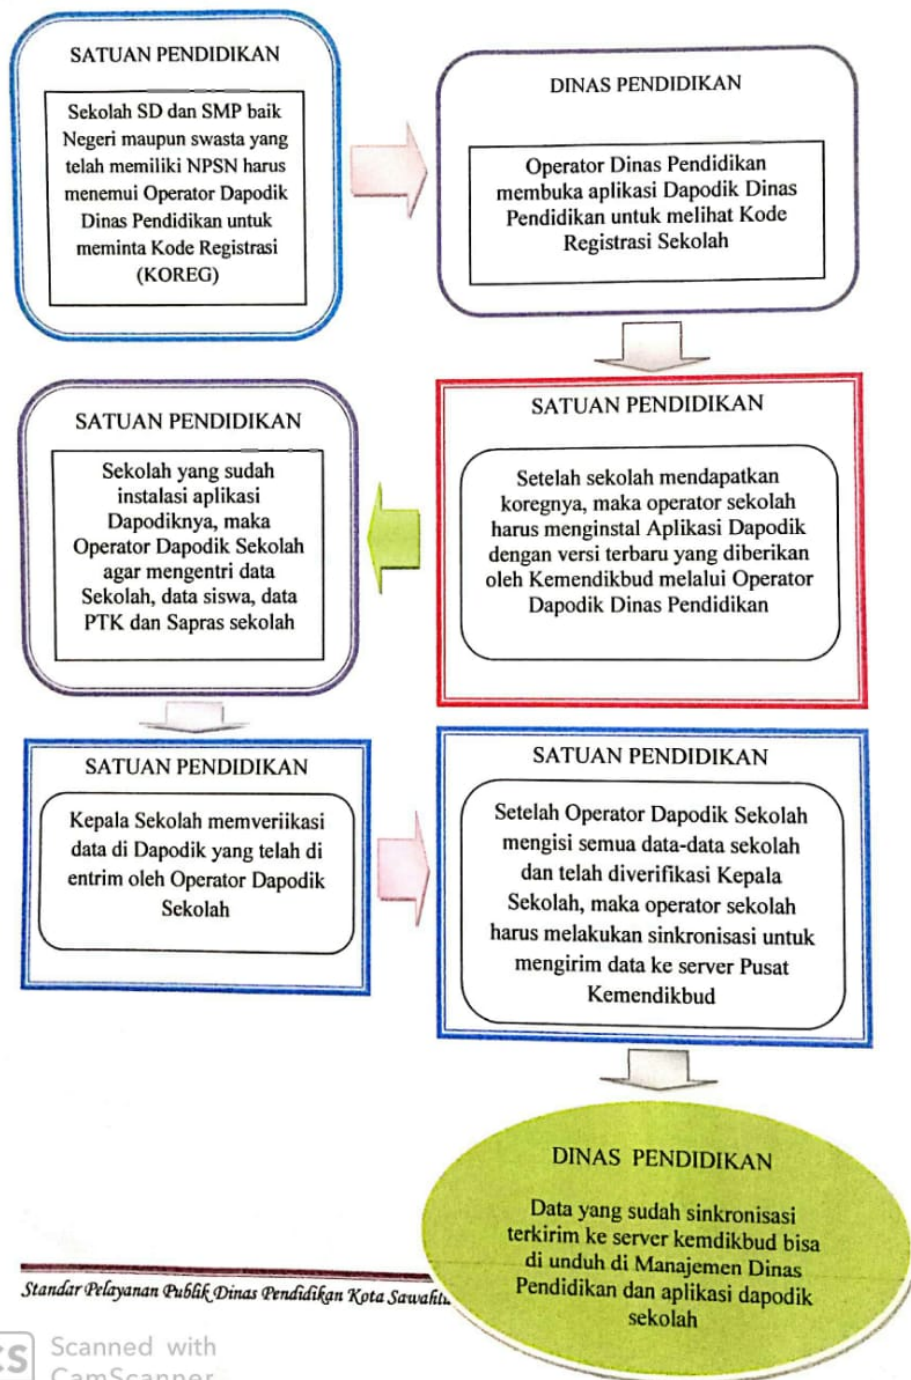 SATUAN PENDIDIKAN
Sekolah SD dan SMP baik
Negeri maupun swasta yang
telah memiliki NPSN harus
menemui Operator Dapodik
Dinas Pendidikan untuk
meminta Kode Registrasi
(KOREG)
DINAS PENDIDIKAN
Operator Dinas Pendidikan
membuka aplikasi Dapodik Dinas
Pendidikan untuk melihat Kode
Registrasi Sekolah
SATUAN PENDIDIKAN
Setelah sekolah mendapatkan
koregnya, maka operator sekolah
harus menginstal Aplikasi Dapodik
dengan versi terbaru yang diberikan
oleh Kemendikbud melalui Operator
Dapodik Dinas Pendidikan
SATUAN PENDIDIKAN
Sekolah yang sudah
instalasi aplikasi
Dapodiknya, maka
Operator Dapodik Sekolah
agar mengentri data
Sekolah, data siswa, data
PTK dan Sapras sekolah
SATUAN PENDIDIKAN
Kepala Sekolah memveriikasi
data di Dapodik yang telah di
entrim oleh Operator Dapodik
Sekolah
SATUAN PENDIDIKAN
Setelah Operator Dapodik Sekolah
mengisi semua data-data sekolah
dan telah diverifikasi Kepala
Sekolah, maka operator sekolah
harus melakukan sinkronisasi untuk
mengirim data ke server Pusat
Kemendikbud
DINAS PENDIDIKAN
Data yang sudah sinkronisasi
terkirim ke server kemdikbud bisa
di unduh di Manajemen Dinas
Pendidikan dan aplikasi dapodik
sekolah
Standar Pelayanan Publik Dinas Pendidikan Kota
CS
Scanned with
CamScanner